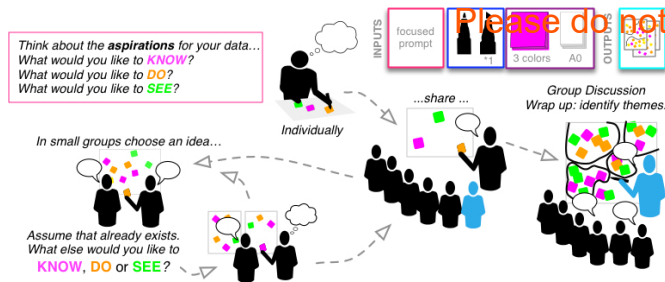 Think about the aspirations for your data…
What would you like to KNOW?
What would you like to DO?
What would you like to SEE?
Individually
INPUTS
focused
prompt
*1
3 colors
A0
OUTPUTS
Please do not
...share ...
Group Discussion
Wrap up: identify themes.
In small groups choose an idea…
Assume that already exists.
What else would you like to
KNOW, DO or SEE?